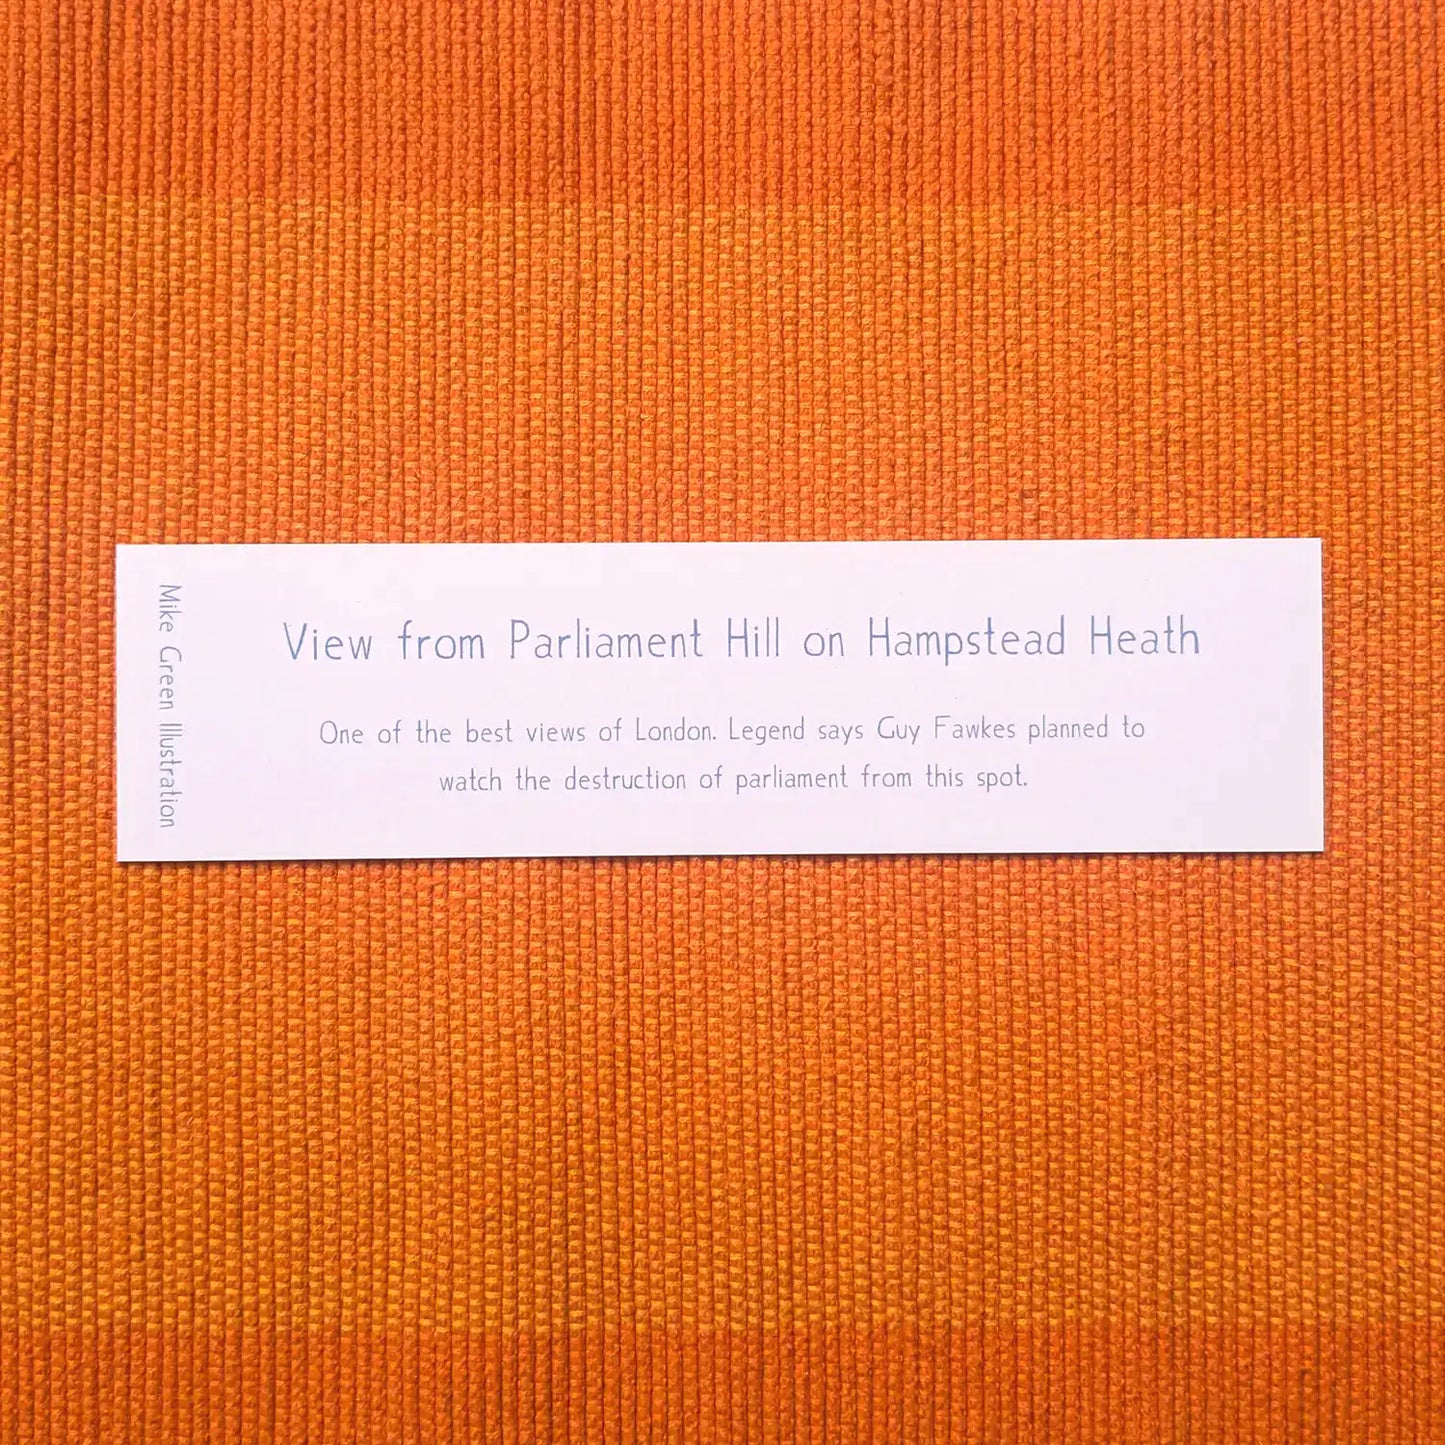 Mike Green Illustration
View from Parliament Hill on Hampstead Heath
One of the best views of London. Legend says Guy Fawkes planned to
watch the destruction of parliament from this spot.